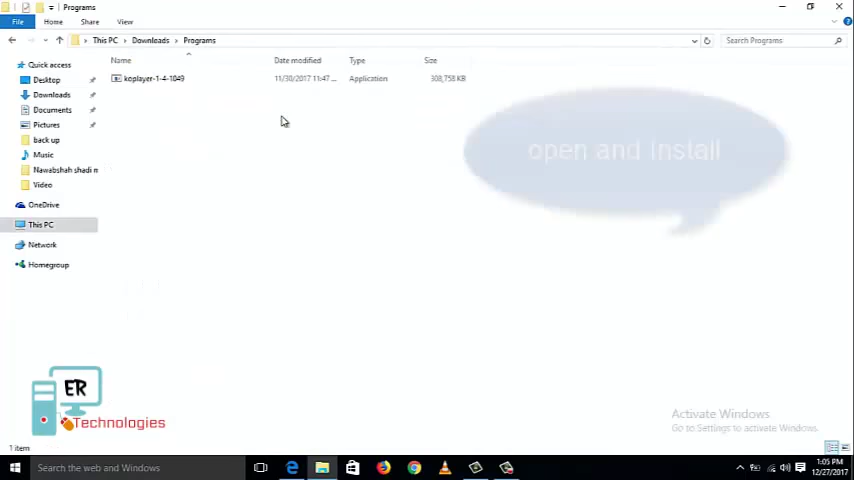 Programs
File Home Share View
This PC Downloads Programs Search Programs
Name Date modified Type Size
koplayer-1-4-1049 11/30/2017 11:47 ... Application 308,758 KB
Quick access
Desktop
Downloads
Documents
Pictures
back up
Music
Nawabshah shadi m
Video
OneDrive
This PC
Network
Homegroup
open and Install
ER
Technologies
Activate Windows
Go to Settings to activate Windows.
1 item
Search the web and Windows
1:05 PM
12/27/2017